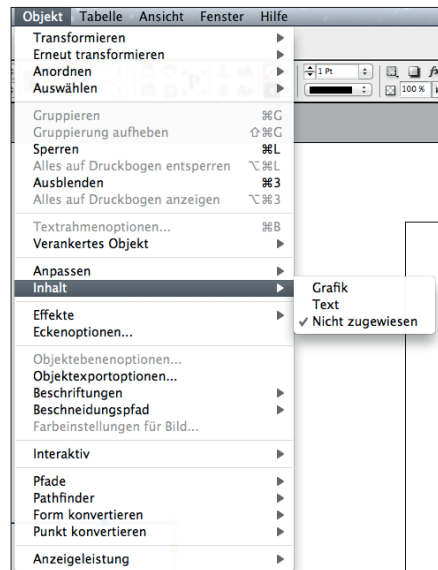 Objekt Tabelle Ansicht Fenster Hilfe
Transformieren
Erneut transformieren
Anordnen
Auswählen
1 Pt
100 %
Gruppieren ⌘G
Gruppierung aufheben ⇧⌘G
Sperren ⌘L
Alles auf Druckbogen entsperren ⌥⌘L
Ausblenden ⌘3
Alles auf Druckbogen anzeigen ⌥⌘3
Textrahmenoptionen... ⌘B
Verankertes Objekt
Anpassen
Inhalt
Grafik
Text
✓ Nicht zugewiesen
Effekte
Eckenoptionen...
Objektebenenoptionen...
Objektexportoptionen...
Beschriftungen
Beschneidungspfad
Farbeinstellungen für Bild...
Interaktiv
Pfade
Pathfinder
Form konvertieren
Punkt konvertieren
Anzeigeleistung